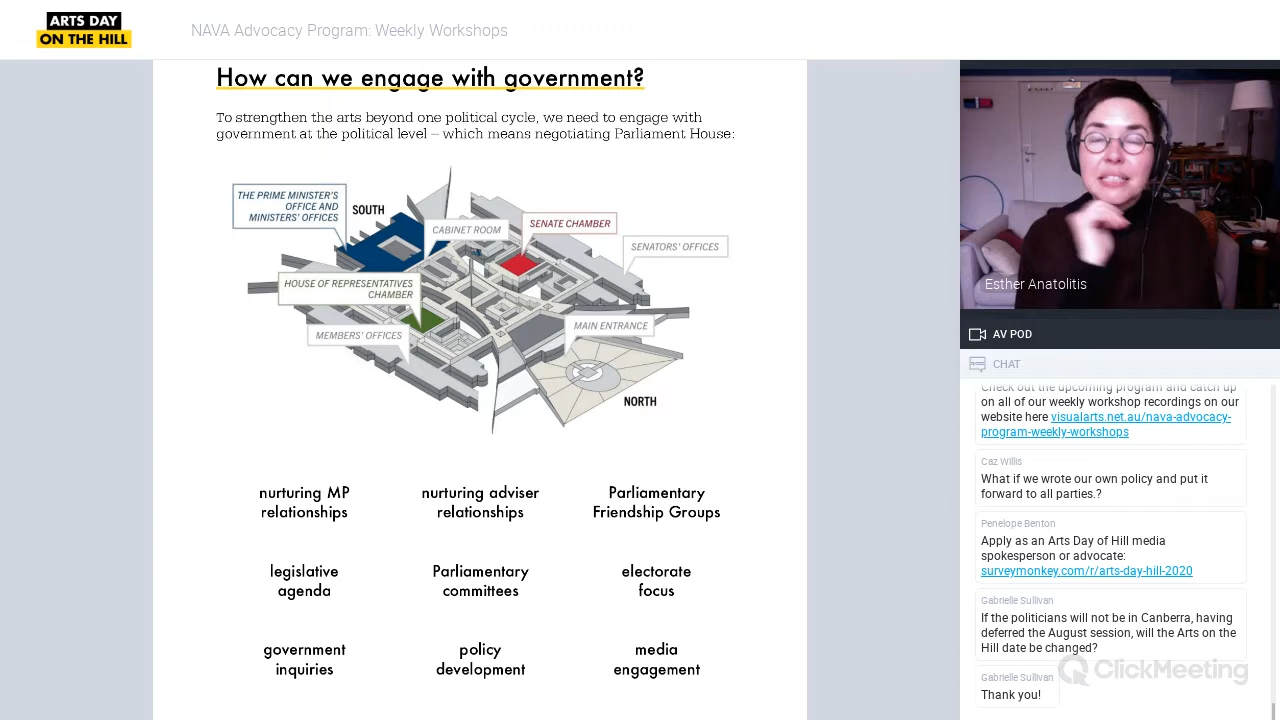 ARTS DAY
ON THE HILL
NAVA Advocacy Program: Weekly Workshops
How can we engage with government?
To strengthen the arts beyond one political cycle, we need to engage with
government at the political level – which means negotiating Parliament House:
THE PRIME MINISTER'S
OFFICE AND
MINISTERS' OFFICES
SOUTH
CABINET ROOM
SENATE CHAMBER
SENATORS' OFFICES
HOUSE OF REPRESENTATIVES
CHAMBER
MEMBERS' OFFICES
MAIN ENTRANCE
NORTH
nurturing MP
relationships
nurturing adviser
relationships
Parliamentary
Friendship Groups
legislative
agenda
Parliamentary
committees
electorate
focus
government
inquiries
policy
development
media
engagement
Esther Anatolitis
AV POD
CHAT
Check out the upcoming program and catch up
on all of our weekly workshop recordings on our
website here visualarts.net.au/nava-advocacy-
program-weekly-workshops
Caz Willis
What if we wrote our own policy and put it
forward to all parties.?
Penelope Benton
Apply as an Arts Day of Hill media
spokesperson or advocate:
surveymonkey.com/r/arts-day-hill-2020
Gabrielle Sullivan
If the politicians will not be in Canberra, having
deferred the August session, will the Arts on the
Hill date be changed?
Gabrielle Sullivan
Thank you!
ClickMeeting